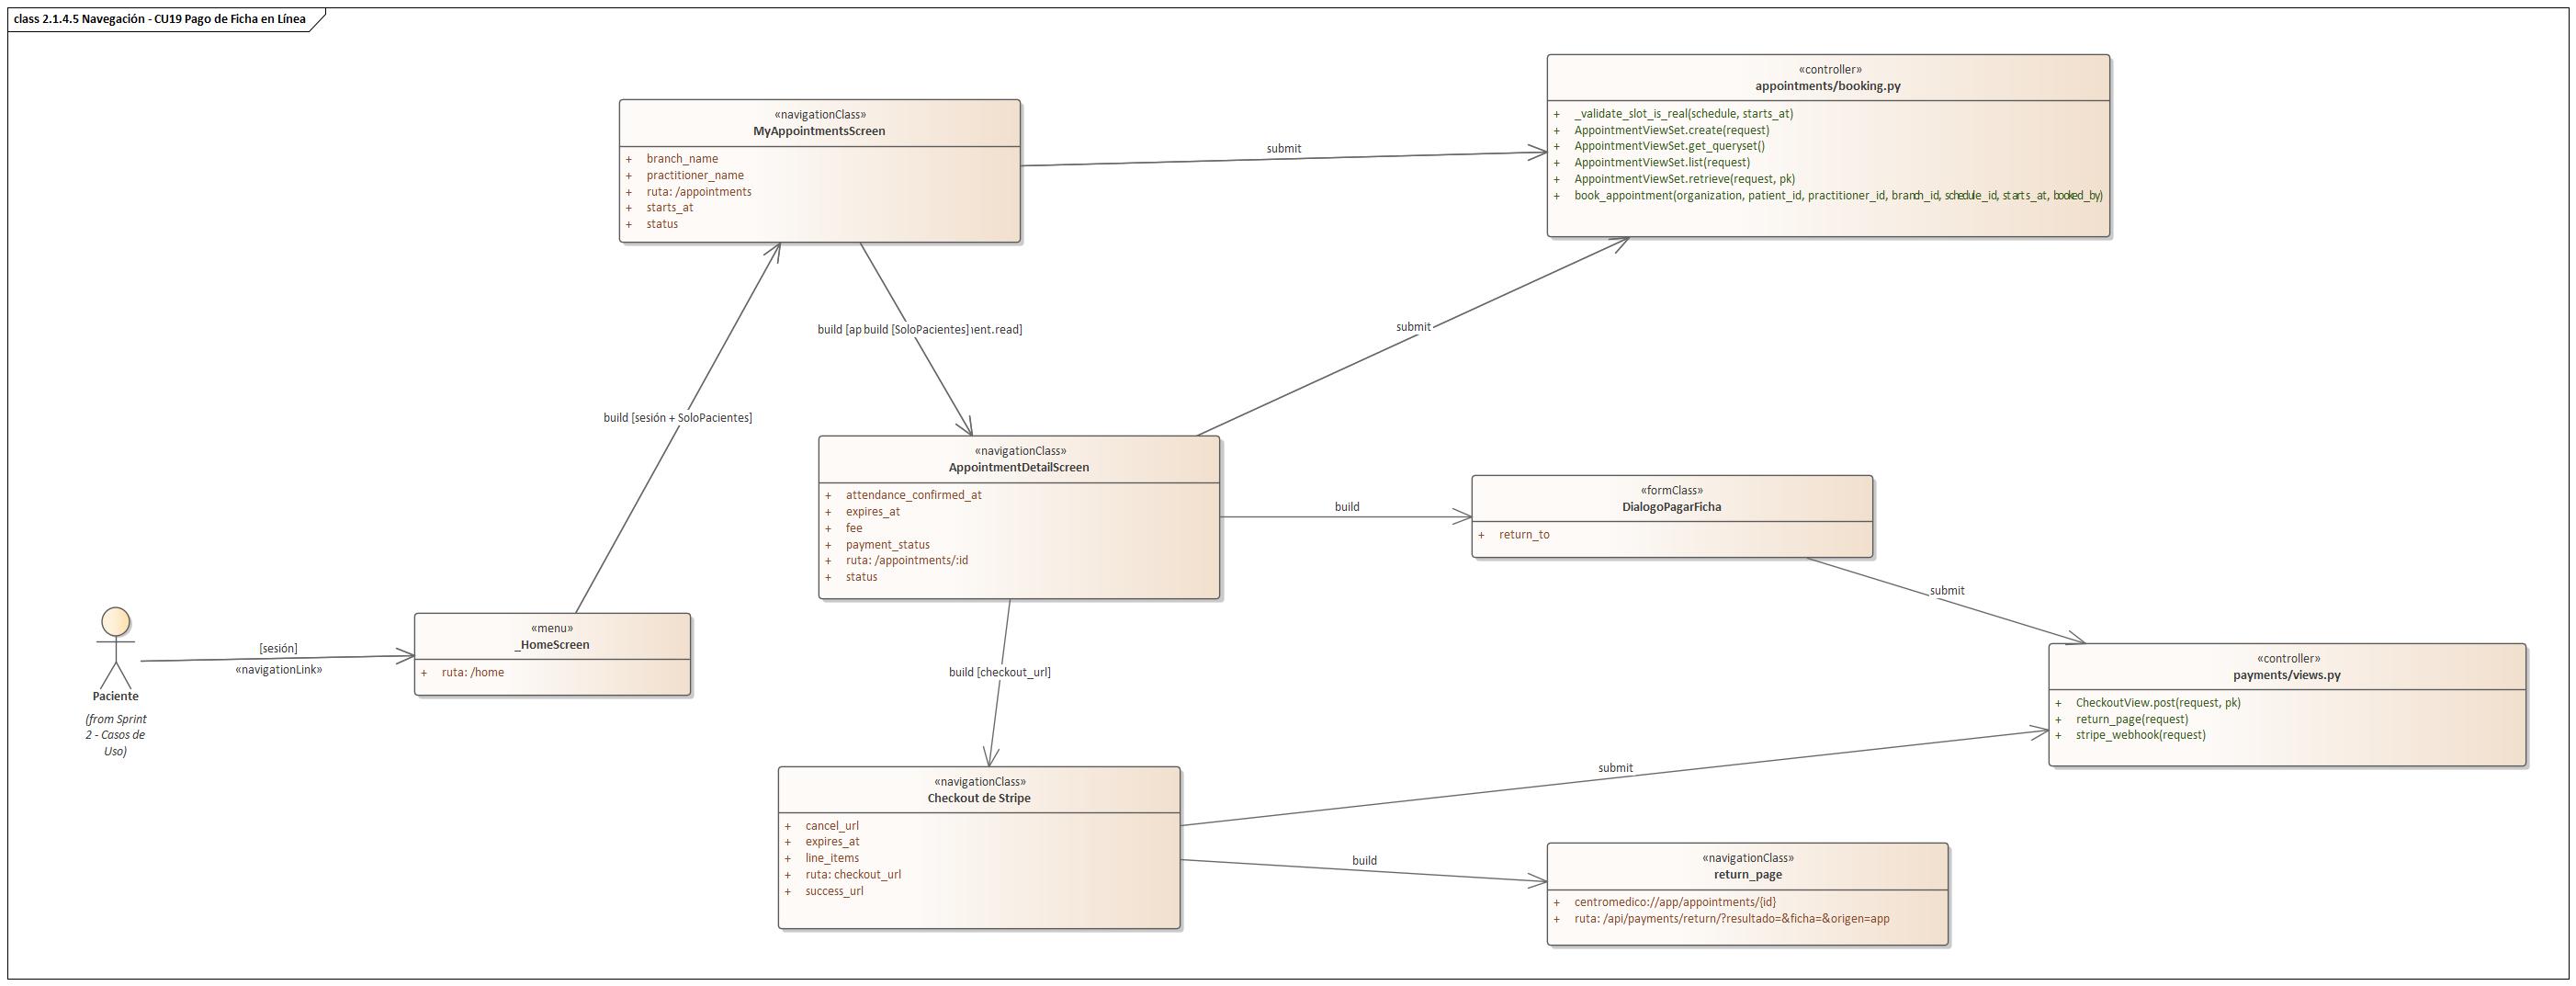 class 2.1.4.5 Navegación - CU19 Pago de Ficha en Línea
«controller»
appointments/booking.py
+ _validate_slot_is_real(schedule, starts_at)
+ AppointmentViewSet.create(request)
+ AppointmentViewSet.get_queryset()
+ AppointmentViewSet.list(request)
+ AppointmentViewSet.retrieve(request, pk)
+ book_appointment(organization, patient_id, practitioner_id, branch_id, schedule_id, starts_at, booked_by)
«navigationClass»
MyAppointmentsScreen
+ branch_name
+ practitioner_name
+ ruta: /appointments
+ starts_at
+ status
submit
build [ap build [SoloPacientes] ent.read]
submit
build [sesión + SoloPacientes]
«navigationClass»
AppointmentDetailScreen
+ attendance_confirmed_at
+ expires_at
+ fee
+ payment_status
+ ruta: /appointments/:id
+ status
build
«formClass»
DialogoPagarFicha
+ return_to
submit
Paciente
(from Sprint
2 - Casos de
Uso)
[sesión]
«navigationLink»
«menu»
_HomeScreen
+ ruta: /home
build [checkout_url]
«controller»
payments/views.py
+ CheckoutView.post(request, pk)
+ return_page(request)
+ stripe_webhook(request)
«navigationClass»
Checkout de Stripe
+ cancel_url
+ expires_at
+ line_items
+ ruta: checkout_url
+ success_url
submit
build
«navigationClass»
return_page
+ centromedico://app/appointments/{id}
+ ruta: /api/payments/return/?resultado=&ficha=&origen=app